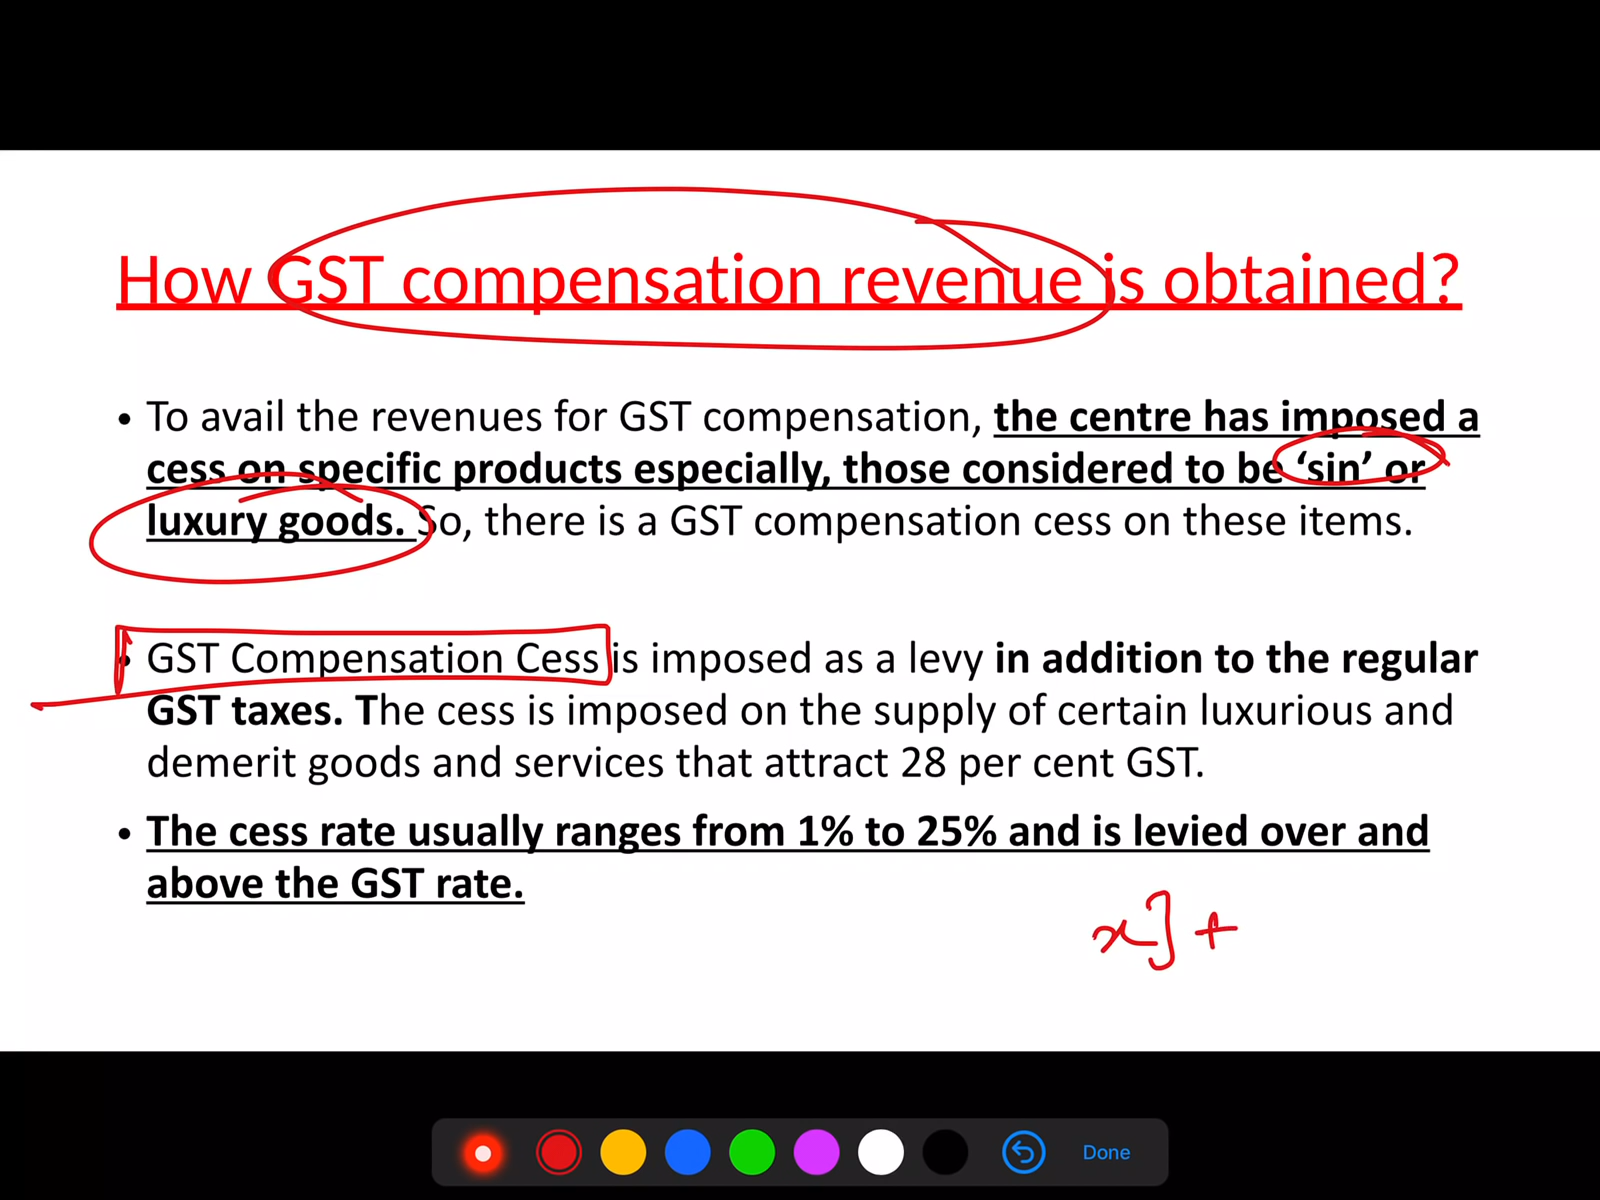 How GST compensation revenue is obtained?
• To avail the revenues for GST compensation, the centre has imposed a
cess on specific products especially, those considered to be ‘sin’ or
luxury goods. So, there is a GST compensation cess on these items.
• GST Compensation Cess is imposed as a levy in addition to the regular
GST taxes. The cess is imposed on the supply of certain luxurious and
demerit goods and services that attract 28 per cent GST.
• The cess rate usually ranges from 1% to 25% and is levied over and
above the GST rate.
x] +
Done